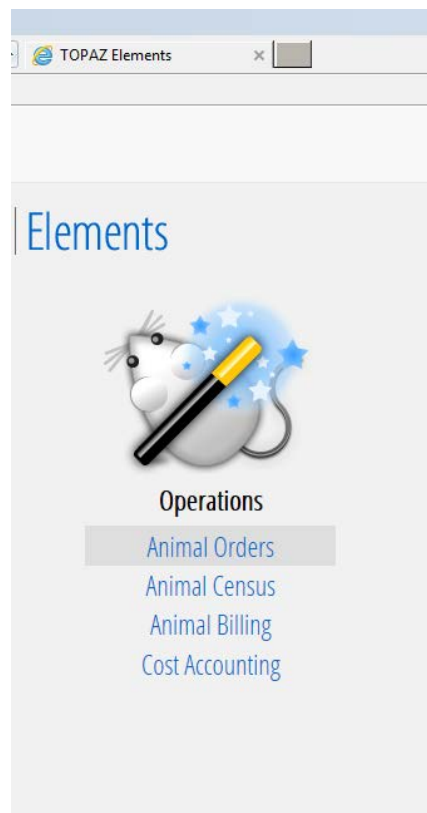 TOPAZ Elements
Elements
Operations
Animal Orders
Animal Census
Animal Billing
Cost Accounting